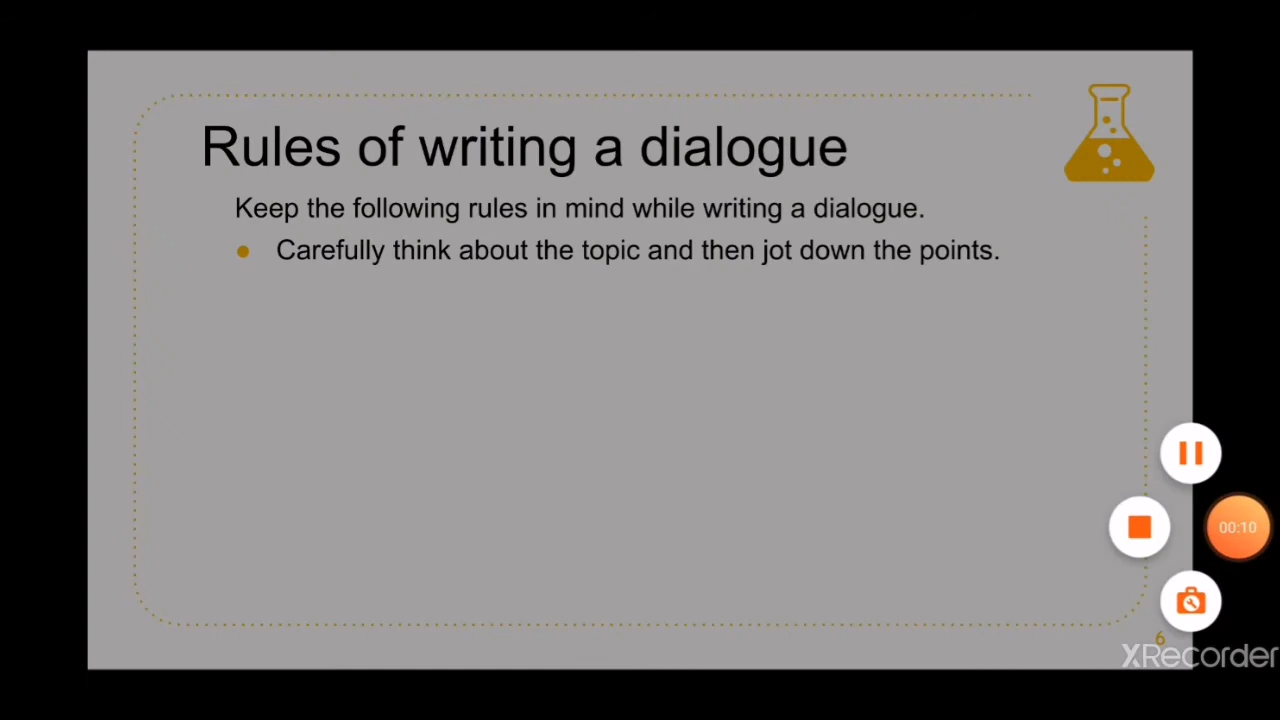 Rules of writing a dialogue
Keep the following rules in mind while writing a dialogue.
● Carefully think about the topic and then jot down the points.
00:10
6
XRecorder